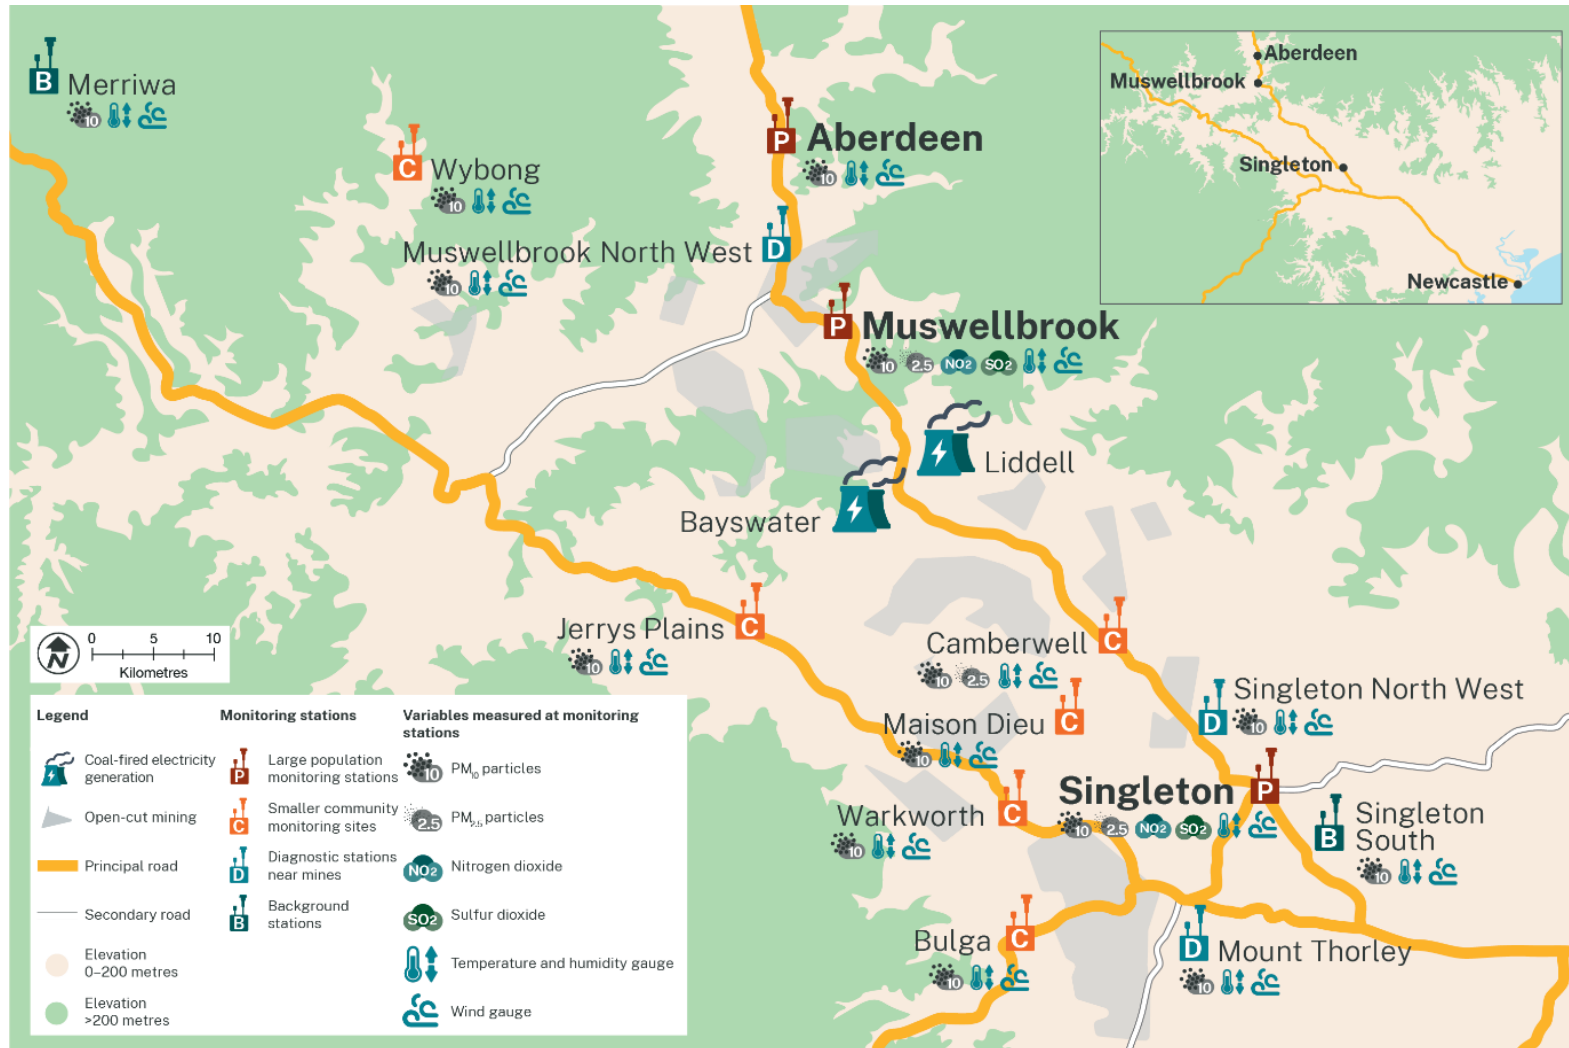 B
Merriwa
10
C
Wybong
10
P
Aberdeen
10
Muswellbrook North West
D
10
P
Muswellbrook
10 2.5 NO2 SO2
Liddell
Bayswater
Jerrys Plains
C
10
Camberwell
C
10 2.5
Maison Dieu
C
10
D
Singleton North West
10
Warkworth
C
10
Singleton
P
10 2.5 NO2 SO2
B
Singleton
South
10
Bulga
C
10
D
Mount Thorley
10
Aberdeen
Muswellbrook
Singleton
Newcastle
N
0 5 10
Kilometres
Legend
Coal-fired electricity
generation
Open-cut mining
Principal road
Secondary road
Elevation
0–200 metres
Elevation
>200 metres
Monitoring stations
P
Large population
monitoring stations
C
Smaller community
monitoring sites
D
Diagnostic stations
near mines
B
Background
stations
Variables measured at monitoring
stations
10
PM10 particles
2.5
PM2.5 particles
NO2
Nitrogen dioxide
SO2
Sulfur dioxide
Temperature and humidity gauge
Wind gauge